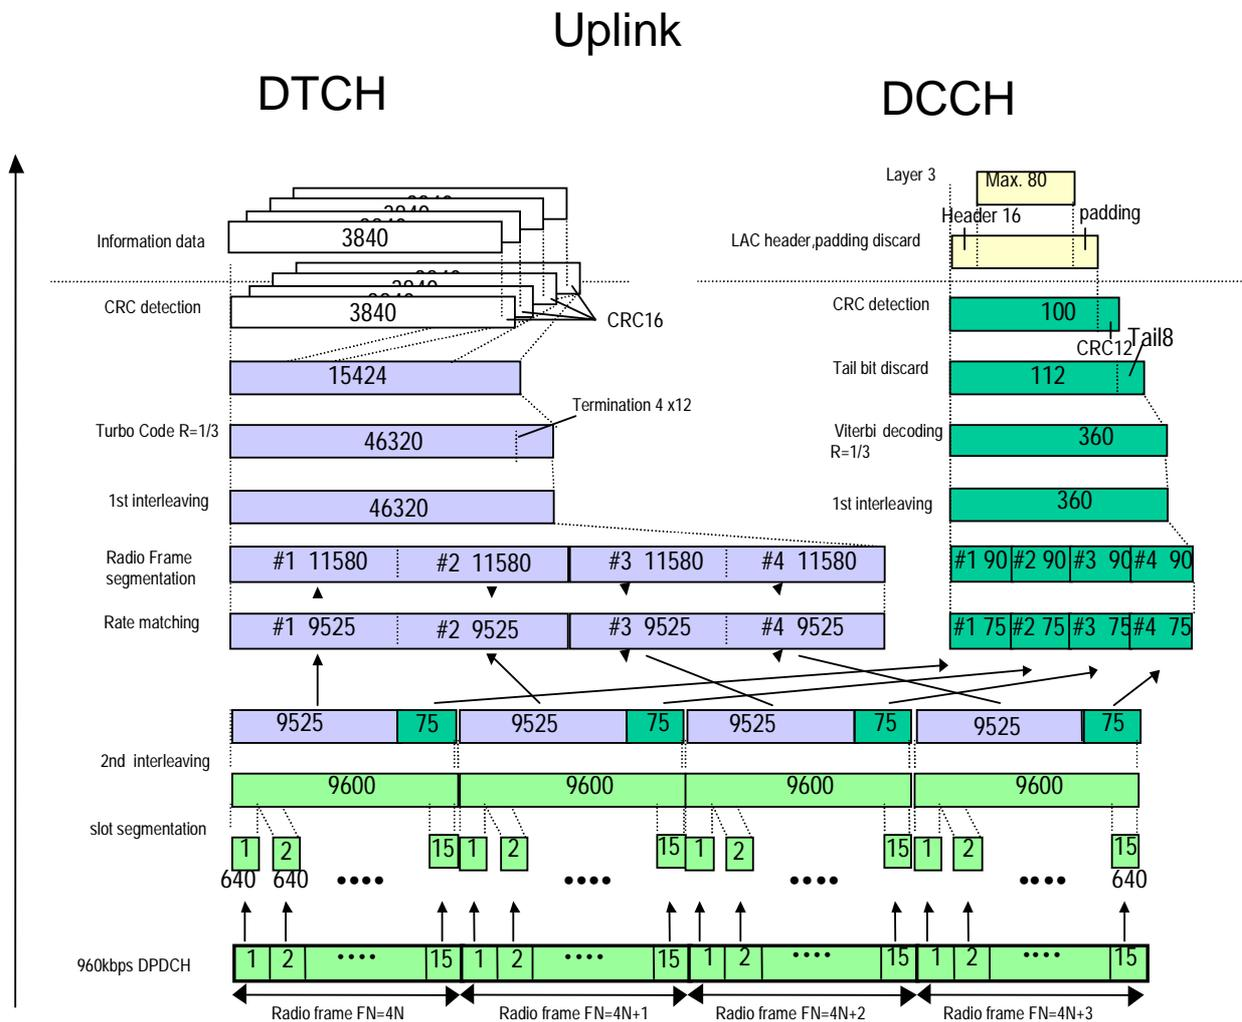 Uplink
DTCH
DCCH
Layer 3
Max. 80
Header 16
padding
3840
Information data
3840
LAC header,padding discard
CRC detection
3840
CRC16
CRC detection
100
CRC12
Tail8
15424
Tail bit discard
112
Termination 4 x12
Turbo Code R=1/3
46320
Viterbi decoding
R=1/3
360
1st interleaving
46320
1st interleaving
360
Radio Frame
segmentation
#1 11580 #2 11580 #3 11580 #4 11580
#1 90 #2 90 #3 90 #4 90
Rate matching
#1 9525 #2 9525 #3 9525 #4 9525
#1 75 #2 75 #3 75 #4 75
9525 75 9525 75 9525 75 9525 75
2nd interleaving
9600 9600 9600 9600
slot segmentation
1 2 15 1 2 15 1 2 15 1 2 15
640 640 •••• •••• •••• •••• 640
960kbps DPDCH
1 2 •••• 15 1 2 •••• 15 1 2 •••• 15 1 2 •••• 15
Radio frame FN=4N Radio frame FN=4N+1 Radio frame FN=4N+2 Radio frame FN=4N+3